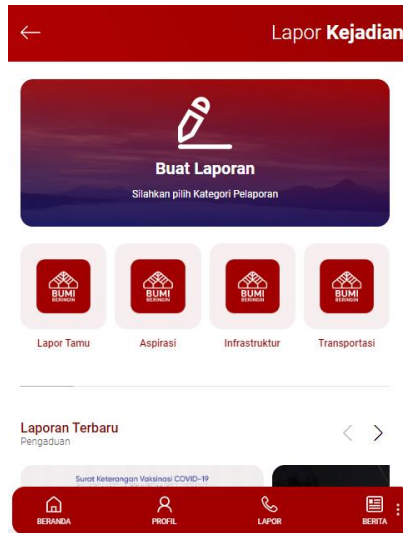 Lapor Kejadian
Buat Laporan
Silahkan pilih Kategori Pelaporan
BUMI
BERINGIN
BUMI
BERINGIN
BUMI
BERINGIN
BUMI
BERINGIN
Lapor Tamu
Aspirasi
Infrastruktur
Transportasi
Laporan Terbaru
Pengaduan
Surat Keterangan Vaksinasi COVID-19
BERANDA
PROFIL
LAPOR
BERITA